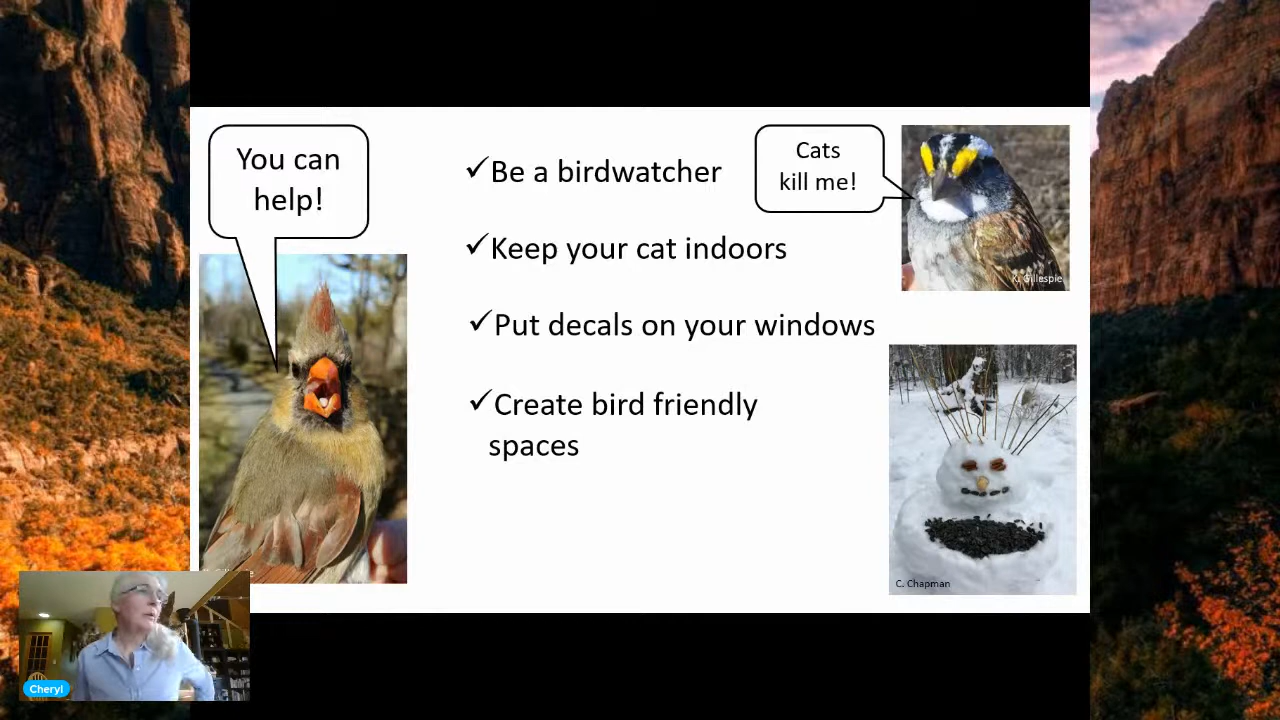 You can
help!
✓Be a birdwatcher
Cats
kill me!
K. Gillespie
✓Keep your cat indoors
✓Put decals on your windows
✓Create bird friendly
spaces
C. Chapman
Cheryl